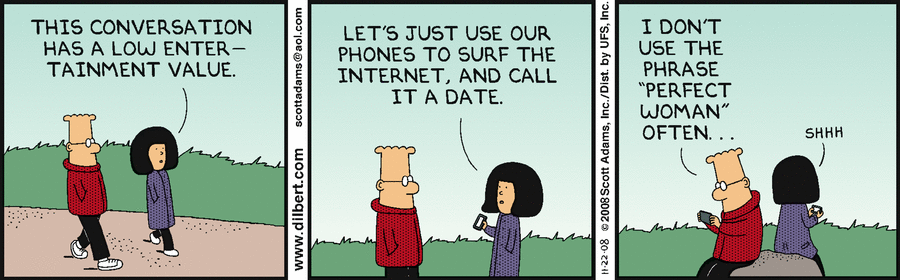 THIS CONVERSATION
HAS A LOW ENTER-
TAINMENT VALUE.
www.dilbert.com scottadams@aol.com
LET'S JUST USE OUR
PHONES TO SURF THE
INTERNET, AND CALL
IT A DATE.
11-22-08 © 2008 Scott Adams, Inc./Dist. by UFS, Inc.
I DON'T
USE THE
PHRASE
"PERFECT
WOMAN"
OFTEN...
SHHH